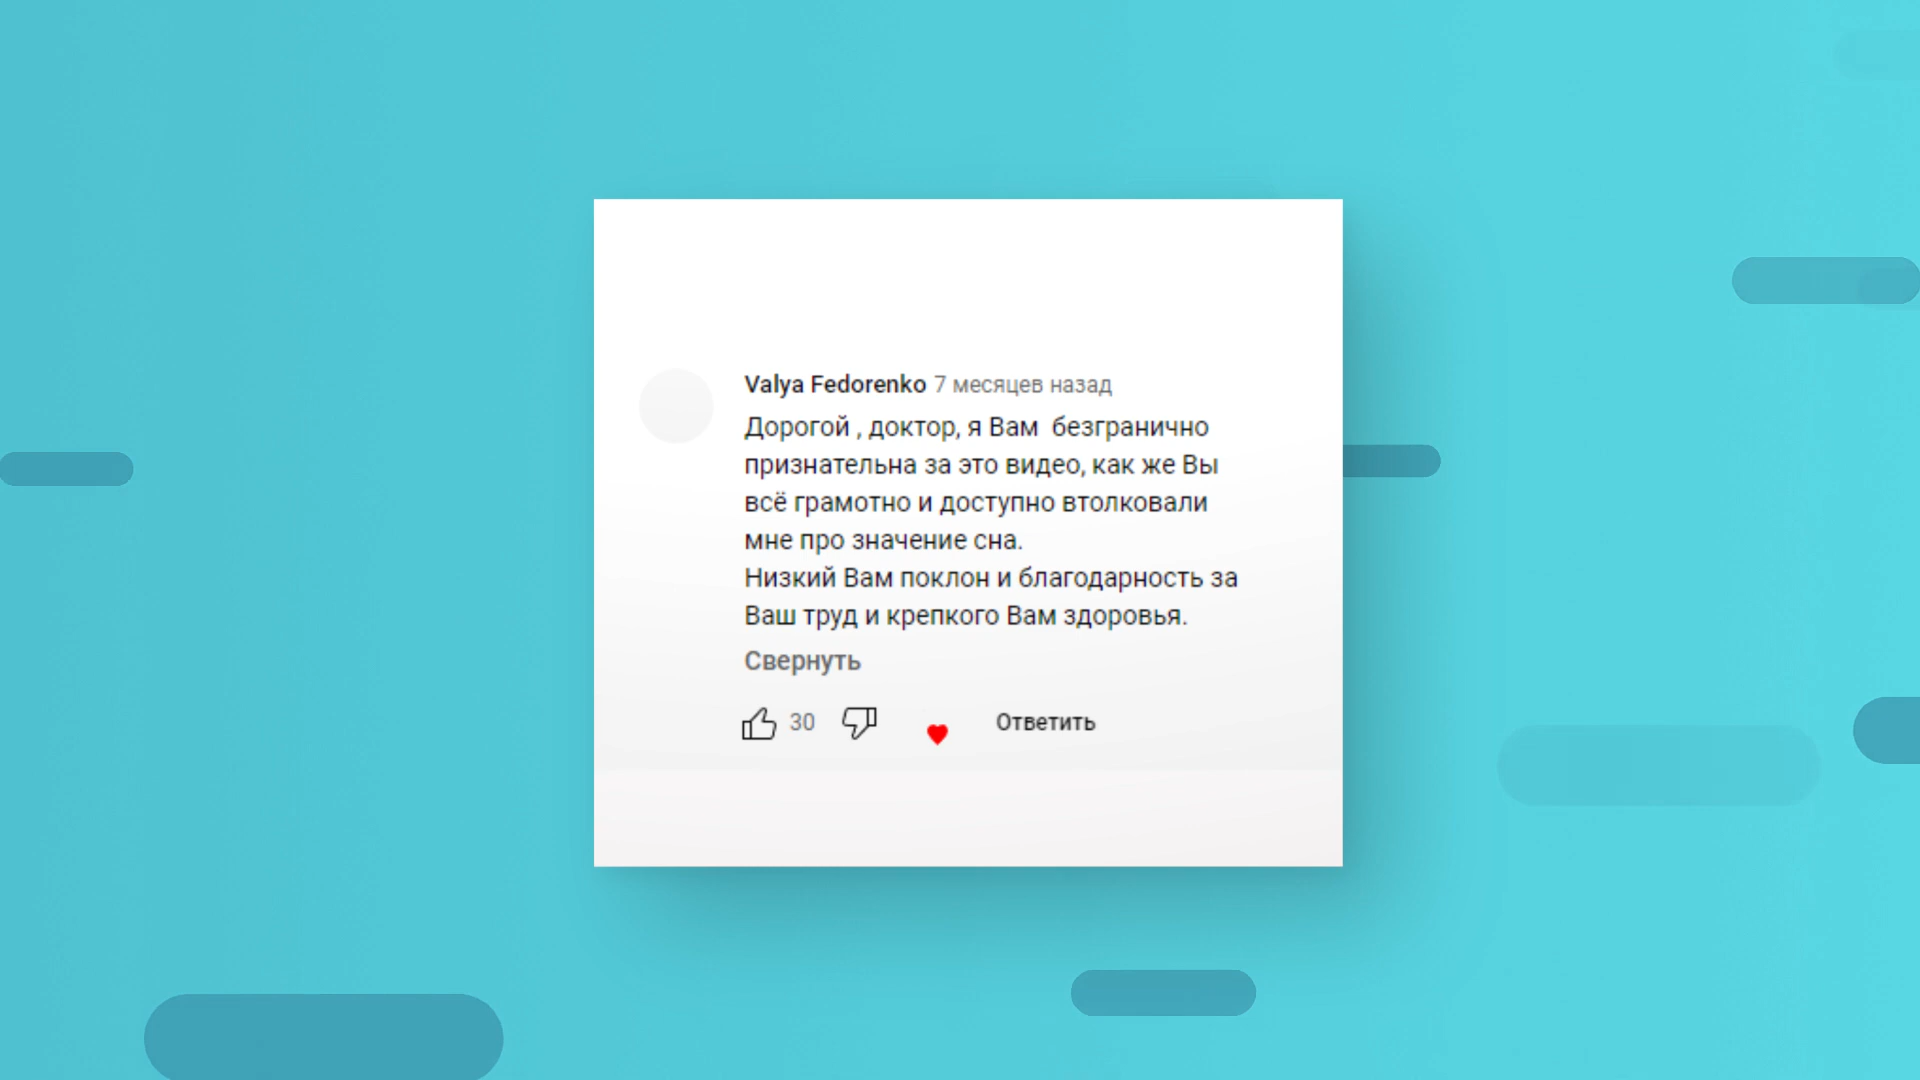 Valya Fedorenko 7 месяцев назад
Дорогой , доктор, я Вам  безгранично
признательна за это видео, как же Вы
всё грамотно и доступно втолковали
мне про значение сна.
Низкий Вам поклон и благодарность за
Ваш труд и крепкого Вам здоровья.
Свернуть
30 Ответить